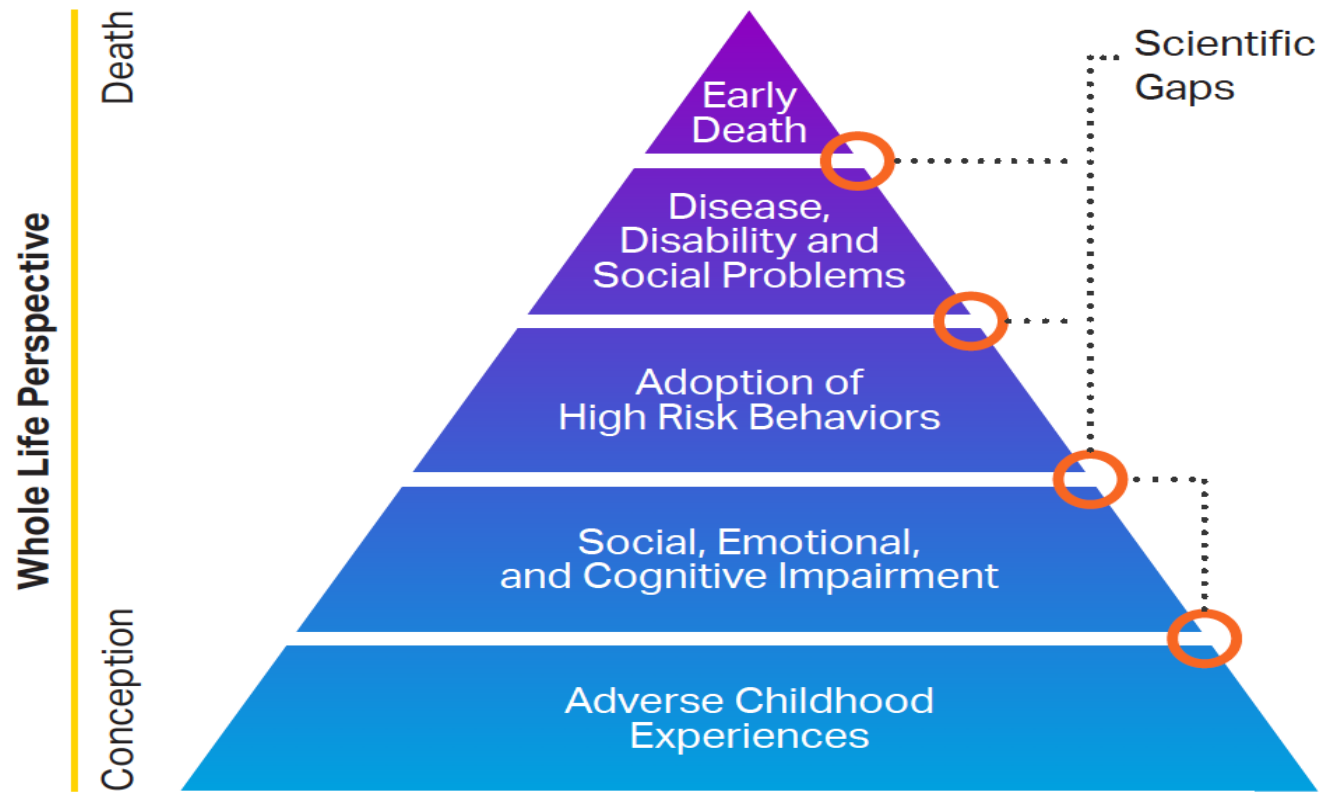 Death
Whole Life Perspective
Conception
Early
Death
Disease,
Disability and
Social Problems
Adoption of
High Risk Behaviors
Social, Emotional,
and Cognitive Impairment
Adverse Childhood
Experiences
Scientific
Gaps